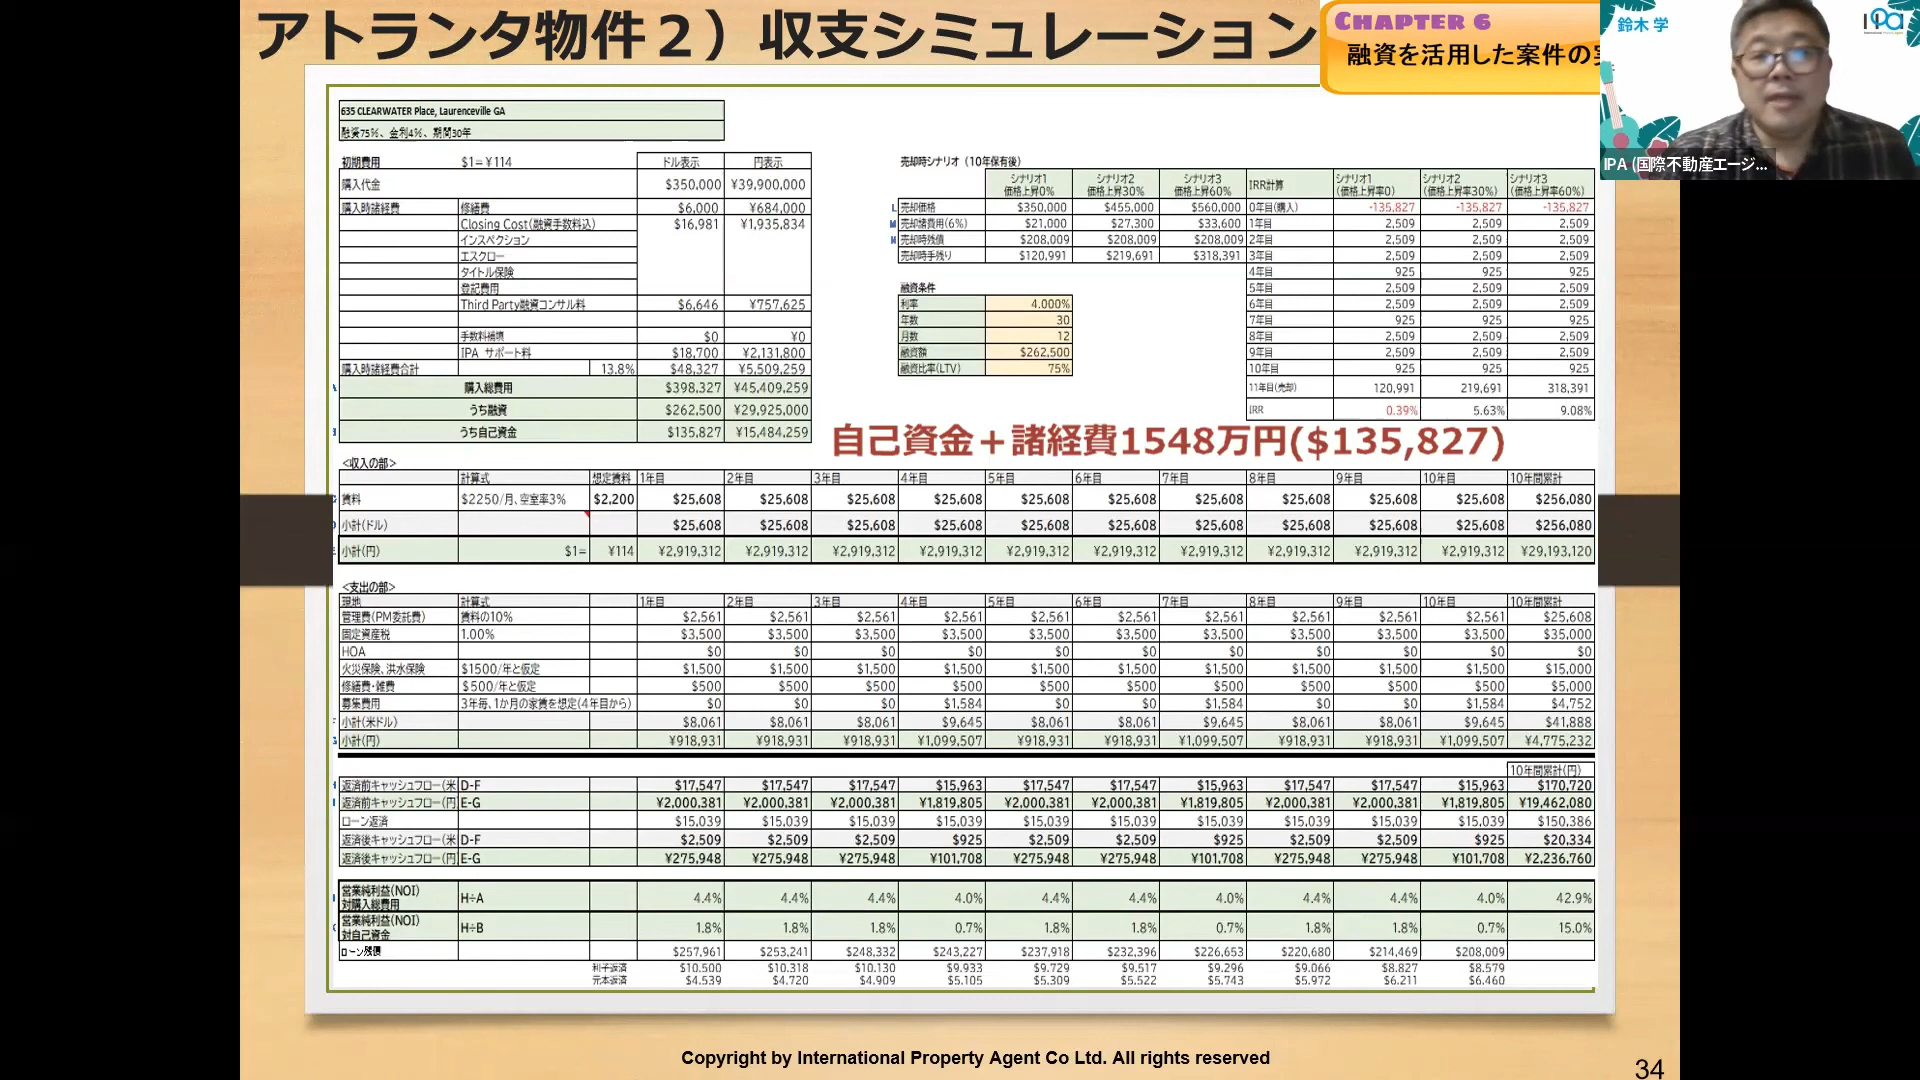 アトランタ物件２）収支シミュレーション
CHAPTER 6
融資を活用した案件の
鈴木 学
IPA
IPA (国際不動産エージ...
635 CLEARWATER Place, Laurenceville GA
融資75%、金利4%、期間30年
初期費用 $1=¥114 ドル表示 円表示
購入代金 $350,000 ¥39,900,000
購入時諸経費 修繕費 $6,000 ¥684,000
Closing Cost(融資手数料込) $16,981 ¥1,935,834
インスペクション
エスクロー
タイトル保険
登記費用
Third Party融資コンサル料 $6,646 ¥757,625
手数料補填 $0 ¥0
IPA サポート料 $18,700 ¥2,131,800
購入時諸経費合計 13.8% $48,327 ¥5,509,259
購入総費用 $398,327 ¥45,409,259
うち融資 $262,500 ¥29,925,000
うち自己資金 $135,827 ¥15,484,259
売却時シナリオ（10年保有後）
シナリオ1 価格上昇0% シナリオ2 価格上昇30% シナリオ3 価格上昇60%
売却価格 $350,000 $455,000 $560,000
売却諸費用(6%) $21,000 $27,300 $33,600
売却時残債 $208,009 $208,009 $208,009
売却時手残り $120,991 $219,691 $318,391
融資条件
利率 4.000%
年数 30
月数 12
融資額 $262,500
融資比率(LTV) 75%
IRR計算 シナリオ1 (価格上昇率0) シナリオ2 (価格上昇率30%) シナリオ3 (価格上昇率60%)
0年目(購入) -135,827 -135,827 -135,827
1年目 2,509 2,509 2,509
2年目 2,509 2,509 2,509
3年目 2,509 2,509 2,509
4年目 925 925 925
5年目 2,509 2,509 2,509
6年目 2,509 2,509 2,509
7年目 925 925 925
8年目 2,509 2,509 2,509
9年目 2,509 2,509 2,509
10年目 925 925 925
11年目(売却) 120,991 219,691 318,391
IRR 0.39% 5.63% 9.08%
自己資金＋諸経費1548万円($135,827)
<収入の部>
計算式 想定賃料 1年目 2年目 3年目 4年目 5年目 6年目 7年目 8年目 9年目 10年目 10年間累計
賃料 $2250/月、空室率3% $2,200 $25,608 $25,608 $25,608 $25,608 $25,608 $25,608 $25,608 $25,608 $25,608 $25,608 $256,080
小計(ドル) $25,608 $25,608 $25,608 $25,608 $25,608 $25,608 $25,608 $25,608 $25,608 $25,608 $256,080
小計(円) $1= ¥114 ¥2,919,312 ¥2,919,312 ¥2,919,312 ¥2,919,312 ¥2,919,312 ¥2,919,312 ¥2,919,312 ¥2,919,312 ¥2,919,312 ¥2,919,312 ¥29,193,120
<支出の部>
現地 計算式 1年目 2年目 3年目 4年目 5年目 6年目 7年目 8年目 9年目 10年目 10年間累計
管理費(PM委託費) 賃料の10% $2,561 $2,561 $2,561 $2,561 $2,561 $2,561 $2,561 $2,561 $2,561 $2,561 $25,608
固定資産税 1.00% $3,500 $3,500 $3,500 $3,500 $3,500 $3,500 $3,500 $3,500 $3,500 $3,500 $35,000
HOA $0 $0 $0 $0 $0 $0 $0 $0 $0 $0 $0
火災保険、洪水保険 $1500/年と仮定 $1,500 $1,500 $1,500 $1,500 $1,500 $1,500 $1,500 $1,500 $1,500 $1,500 $15,000
修繕費・雑費 $500/年と仮定 $500 $500 $500 $500 $500 $500 $500 $500 $500 $500 $5,000
募集費用 3年毎、1か月の家賃を想定(4年目から) $0 $0 $0 $1,584 $0 $0 $1,584 $0 $0 $1,584 $4,752
小計(米ドル) $8,061 $8,061 $8,061 $9,645 $8,061 $8,061 $9,645 $8,061 $8,061 $9,645 $41,888
小計(円) ¥918,931 ¥918,931 ¥918,931 ¥1,099,507 ¥918,931 ¥918,931 ¥1,099,507 ¥918,931 ¥918,931 ¥1,099,507 ¥4,775,232
10年間累計(円)
返済前キャッシュフロー(米 D-F $17,547 $17,547 $17,547 $15,963 $17,547 $17,547 $15,963 $17,547 $17,547 $15,963 $170,720
返済前キャッシュフロー(円 E-G ¥2,000,381 ¥2,000,381 ¥2,000,381 ¥1,819,805 ¥2,000,381 ¥2,000,381 ¥1,819,805 ¥2,000,381 ¥2,000,381 ¥1,819,805 ¥19,462,080
ローン返済 $15,039 $15,039 $15,039 $15,039 $15,039 $15,039 $15,039 $15,039 $15,039 $15,039 $150,386
返済後キャッシュフロー(米 D-F $2,509 $2,509 $2,509 $925 $2,509 $2,509 $925 $2,509 $2,509 $925 $20,334
返済後キャッシュフロー(円 E-G ¥275,948 ¥275,948 ¥275,948 ¥101,708 ¥275,948 ¥275,948 ¥101,708 ¥275,948 ¥275,948 ¥101,708 ¥2,236,760
営業純利益(NOI) 対購入総費用 H÷A 4.4% 4.4% 4.4% 4.0% 4.4% 4.4% 4.0% 4.4% 4.4% 4.0% 42.9%
営業純利益(NOI) 対自己資金 H÷B 1.8% 1.8% 1.8% 0.7% 1.8% 1.8% 0.7% 1.8% 1.8% 0.7% 15.0%
ローン残債 $257,961 $253,241 $248,332 $243,227 $237,918 $232,396 $226,653 $220,680 $214,469 $208,009
利子返済 $10,500 $10,318 $10,130 $9,933 $9,729 $9,517 $9,296 $9,066 $8,827 $8,579
元本返済 $4,539 $4,720 $4,909 $5,105 $5,309 $5,522 $5,743 $5,972 $6,211 $6,460
Copyright by International Property Agent Co Ltd. All rights reserved
34